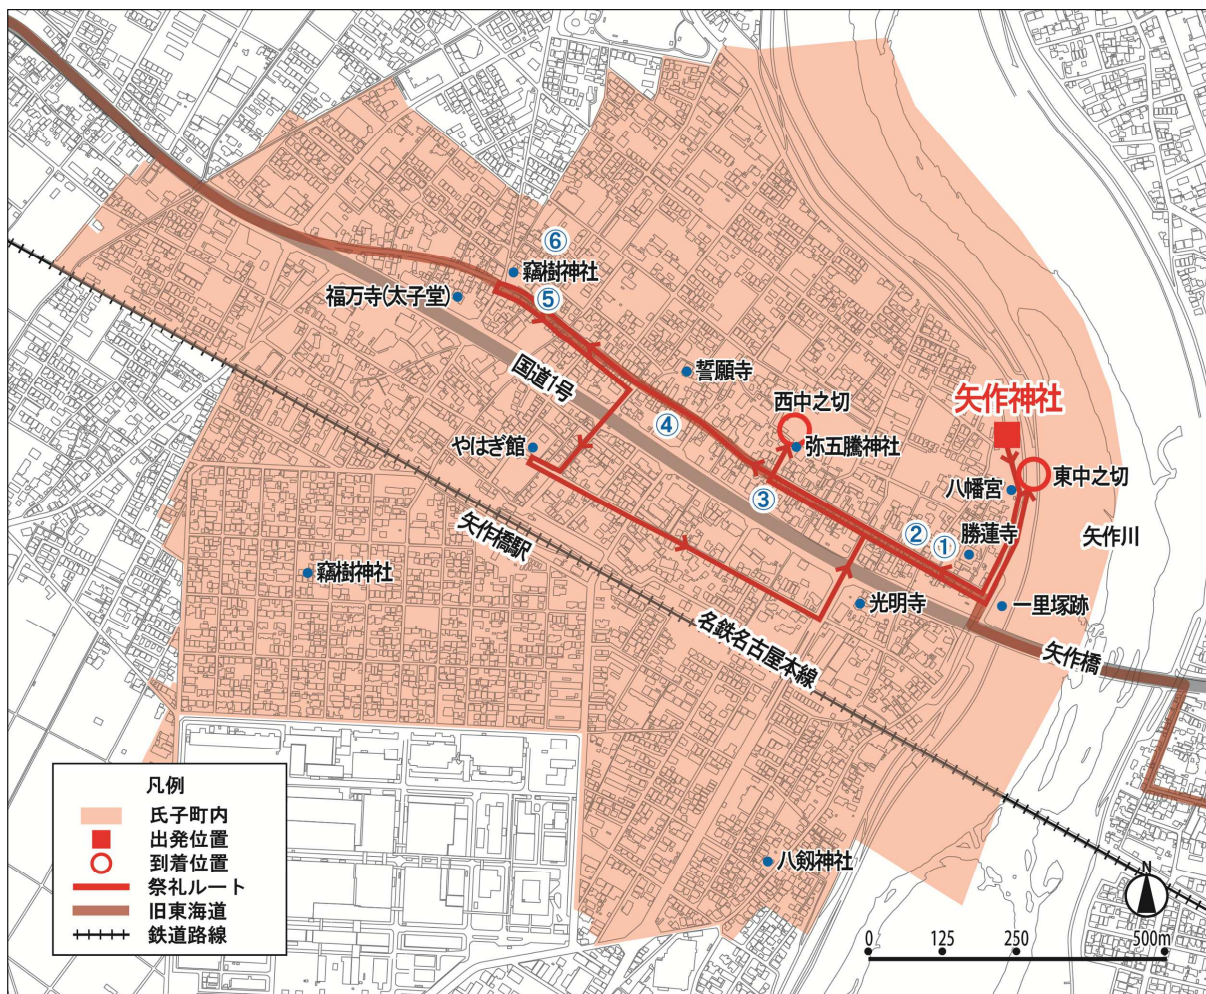 ⑥
竊樹神社
福万寺(太子堂)
⑤
国道1号
誓願寺
西中之切
矢作神社
④
やはぎ館
弥五騰神社
東中之切
八幡宮
③
②
①
勝蓮寺
矢作川
矢作橋駅
竊樹神社
光明寺
一里塚跡
名鉄名古屋本線
矢作橋
凡例
氏子町内
出発位置
到着位置
祭礼ルート
旧東海道
鉄道路線
八剱神社
N
0 125 250 500m